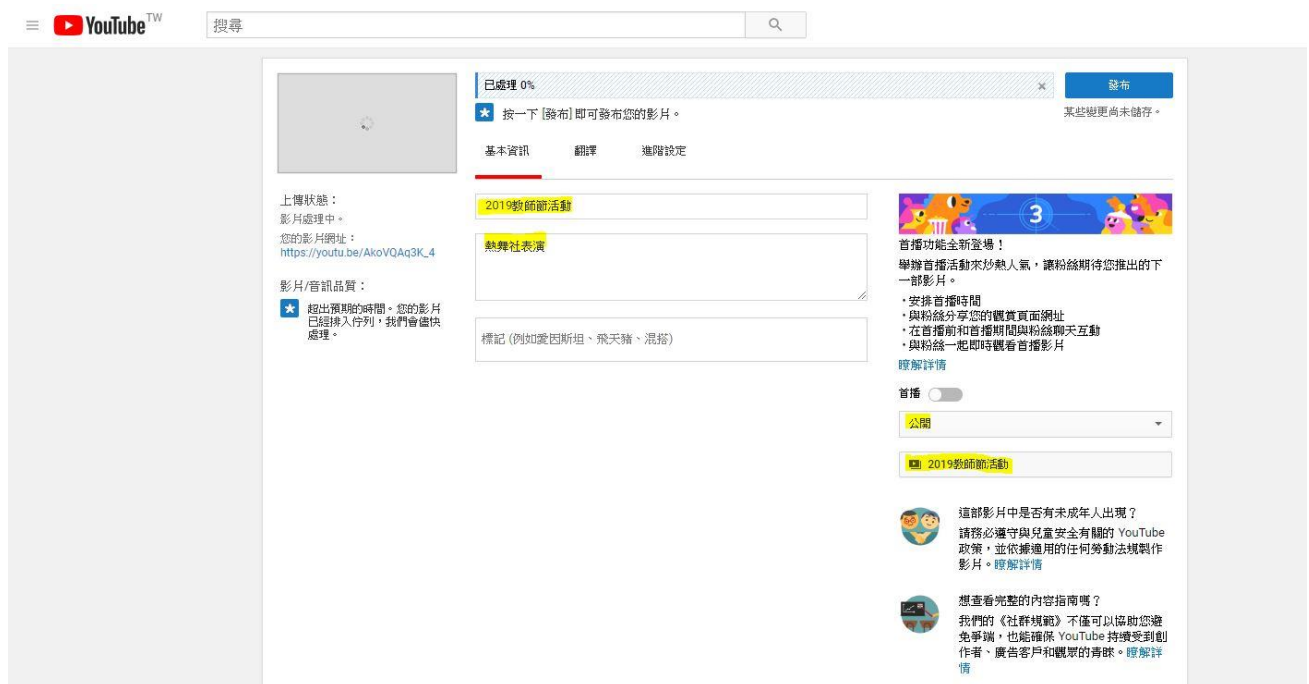 YouTube TW
搜尋
已處理 0%
發布
按一下 [發布] 即可發布您的影片。
某些變更尚未儲存。
基本資訊 翻譯 進階設定
上傳狀態：
影片處理中。
您的影片網址：
https://youtu.be/AkoVQAq3K_4
影片/音訊品質：
超出預期的時間。您的影片
已經排入佇列，我們會儘快
處理。
2019教師節活動
熱舞社表演
標記 (例如愛因斯坦、飛天豬、混搭)
3
首播功能全新登場！
舉辦首播活動來炒熱人氣，讓粉絲期待您推出的下
一部影片。
・安排首播時間
・與粉絲分享您的觀賞頁面網址
・在首播前和首播期間與粉絲聊天互動
・與粉絲一起即時觀看首播影片
瞭解詳情
首播
公開
2019教師節活動
這部影片中是否有未成年人出現？
請務必遵守與兒童安全有關的 YouTube
政策，並依據適用的任何勞動法規製作
影片。瞭解詳情
想查看完整的內容指南嗎？
我們的《社群規範》不僅可以協助您避
免爭端，也能確保 YouTube 持續受到創
作者、廣告客戶和觀眾的青睞。瞭解詳
情